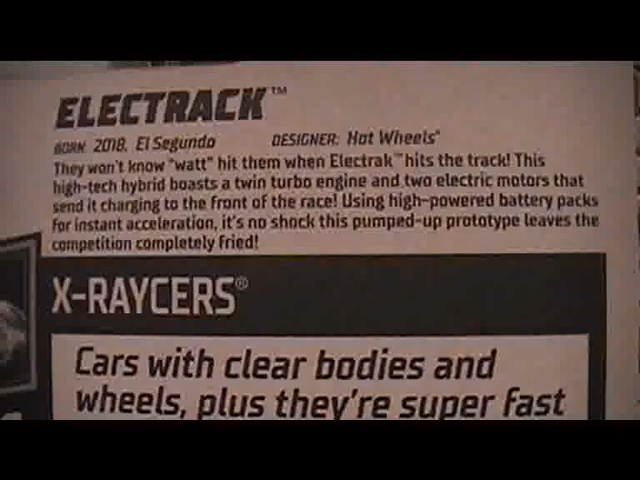 ELECTRACK™
BORN: 2018, El Segundo DESIGNER: Hot Wheels®
They won't know "watt" hit them when Electrak™ hits the track! This
high-tech hybrid boasts a twin turbo engine and two electric motors that
send it charging to the front of the race! Using high-powered battery packs
for instant acceleration, it's no shock this pumped-up prototype leaves the
competition completely fried!
X-RAYCERS®
Cars with clear bodies and
wheels, plus they're super fast